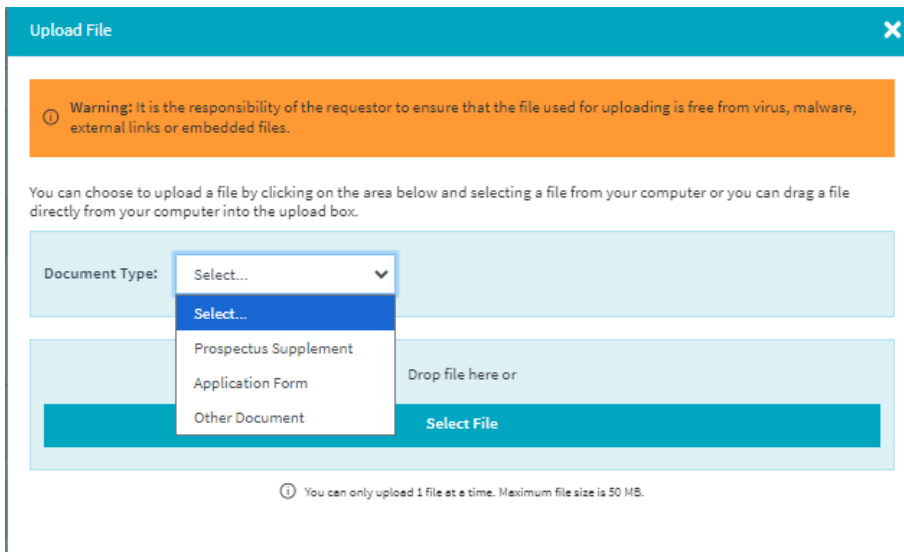 Upload File
Warning: It is the responsibility of the requestor to ensure that the file used for uploading is free from virus, malware,
external links or embedded files.
You can choose to upload a file by clicking on the area below and selecting a file from your computer or you can drag a file
directly from your computer into the upload box.
Document Type: Select...
Select...
Prospectus Supplement
Application Form
Other Document
Drop file here or
Select File
You can only upload 1 file at a time. Maximum file size is 50 MB.